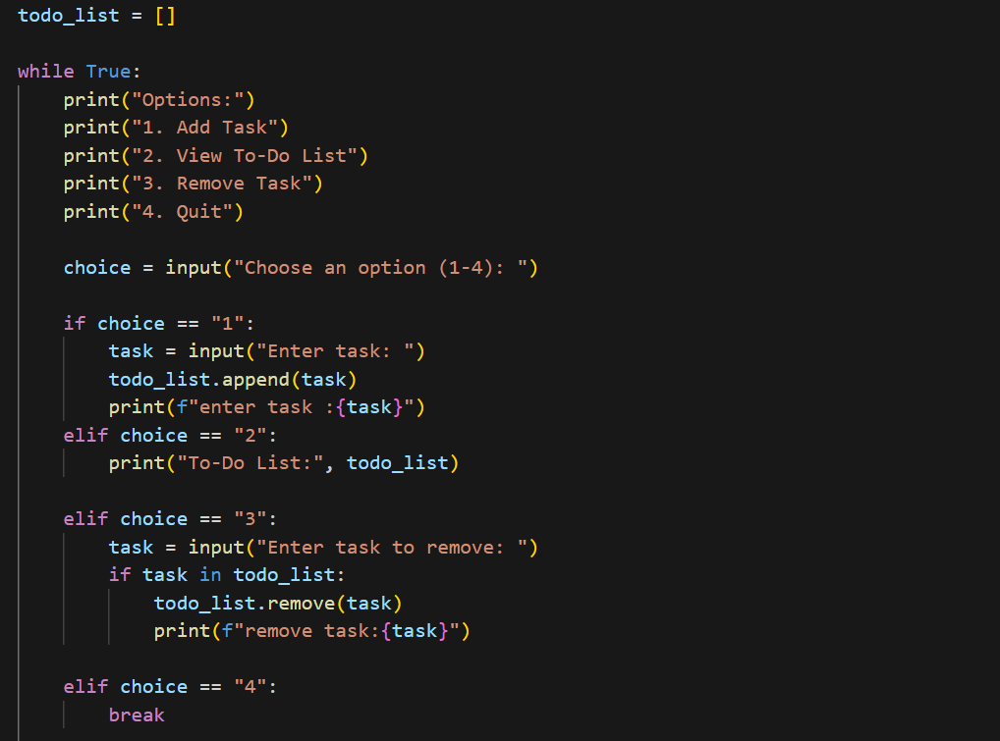 todo_list = []
while True:
    print("Options:")
    print("1. Add Task")
    print("2. View To-Do List")
    print("3. Remove Task")
    print("4. Quit")
    choice = input("Choose an option (1-4): ")
    if choice == "1":
        task = input("Enter task: ")
        todo_list.append(task)
        print(f"enter task :{task}")
    elif choice == "2":
        print("To-Do List:", todo_list)
    elif choice == "3":
        task = input("Enter task to remove: ")
        if task in todo_list:
            todo_list.remove(task)
            print(f"remove task:{task}")
    elif choice == "4":
        break